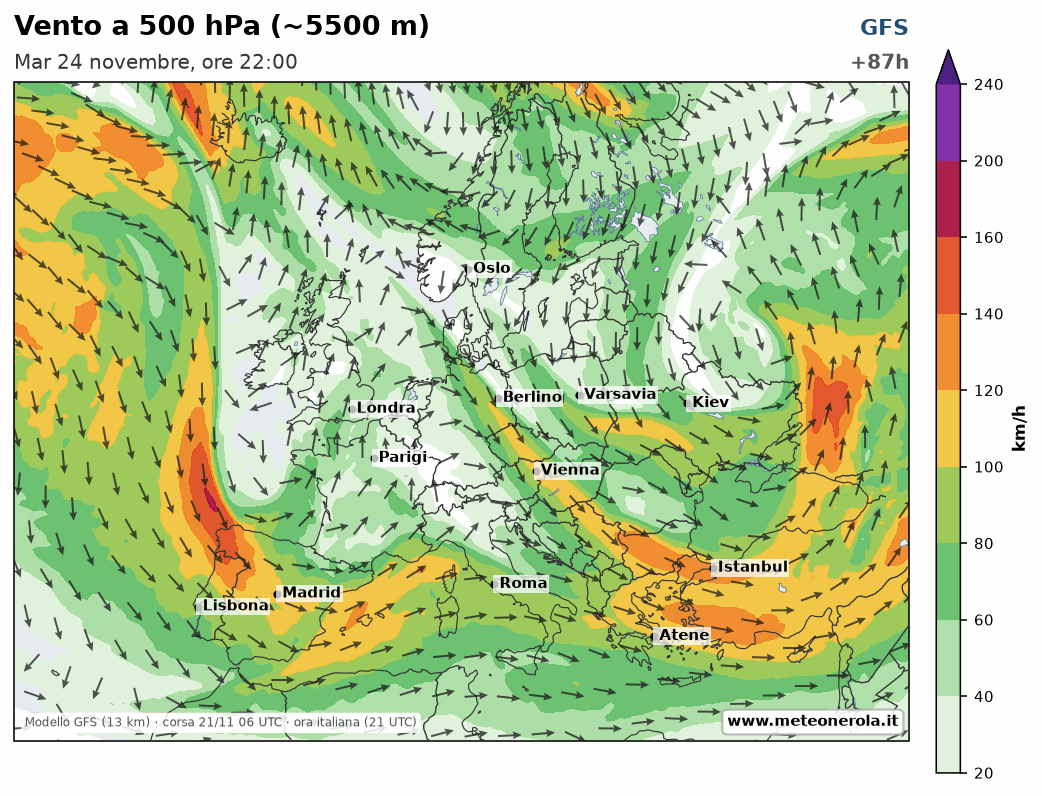 Vento a 500 hPa (~5500 m)
GFS
Mar 24 novembre, ore 22:00
+87h
240
200
160
140
120
100
80
60
40
20
km/h
Oslo
Berlino
Varsavia
Kiev
Londra
Parigi
Vienna
Istanbul
Roma
Madrid
Lisbona
Atene
Modello GFS (13 km) · corsa 21/11 06 UTC · ora italiana (21 UTC)
www.meteonerola.it